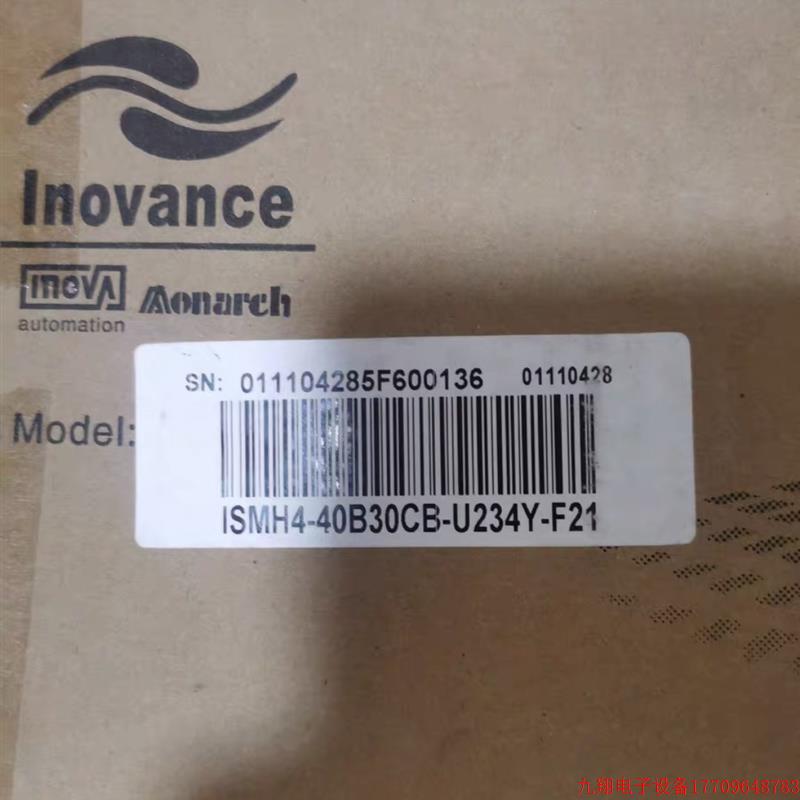 Inovance
INOVA Monarch
automation
SN: 011104285F600136 01110428
Model:
ISMH4-40B30CB-U234Y-F21
九翔电子设备17709648783